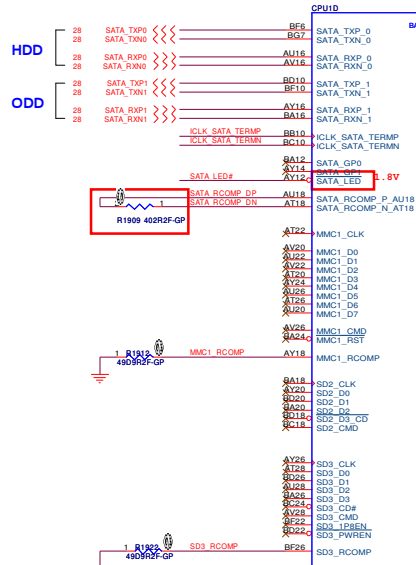 CPU1D
BA
HDD
28 SATA_TXP0 BF6 SATA_TXP_0
28 SATA_TXN0 BG7 SATA_TXN_0
28 SATA_RXP0 AU16 SATA_RXP_0
28 SATA_RXN0 AV16 SATA_RXN_0
ODD
28 SATA_TXP1 BD10 SATA_TXP_1
28 SATA_TXN1 BF10 SATA_TXN_1
28 SATA_RXP1 AY16 SATA_RXP_1
28 SATA_RXN1 BA16 SATA_RXN_1
ICLK_SATA_TERMP BB10 ICLK_SATA_TERMP
ICLK_SATA_TERMN BC10 ICLK_SATA_TERMN
BA12 SATA_GP0
AY14 SATA_GP1
SATA_LED# AY12 SATA_LED 1.8V
SATA_RCOMP_DP AU18 SATA_RCOMP_P_AU18
1 SATA_RCOMP_DN AT18 SATA_RCOMP_N_AT18
R1909 402R2F-GP
AT22 MMC1_CLK
AV20 MMC1_D0
AU22 MMC1_D1
AV22 MMC1_D2
AT20 MMC1_D3
AY24 MMC1_D4
AU26 MMC1_D5
AT26 MMC1_D6
AU20 MMC1_D7
AV26 MMC1_CMD
BA24 MMC1_RST
1 R1912 MMC1_RCOMP AY18 MMC1_RCOMP
49D9R2F-GP
BA18 SD2_CLK
AY20 SD2_D0
BD20 SD2_D1
BA20 SD2_D2
BD18 SD2_D3_CD
BC18 SD2_CMD
AY26 SD3_CLK
AT28 SD3_D0
BD26 SD3_D1
AU28 SD3_D2
BA26 SD3_D3
BC24 SD3_CD#
AV28 SD3_CMD
BF22 SD3_1P8EN
BD22 SD3_PWREN
1 R1922 SD3_RCOMP BF26 SD3_RCOMP
49D9R2F-GP